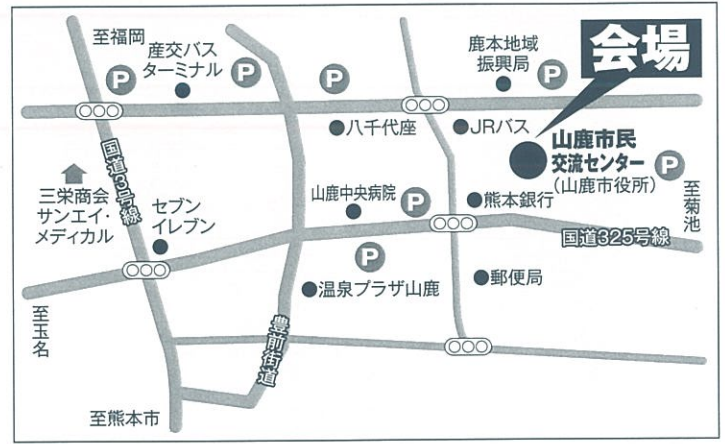 至福岡
産交バス
ターミナル
P
P
P
鹿本地域
振興局
P
会場
八千代座
JRバス
山鹿市民
交流センター
(山鹿市役所)
P
国道3号線
三栄商会
サンエイ・
メディカル
セブン
イレブン
山鹿中央病院
P
熊本銀行
至菊池
国道325号線
P
温泉プラザ山鹿
郵便局
至玉名
豊前街道
至熊本市